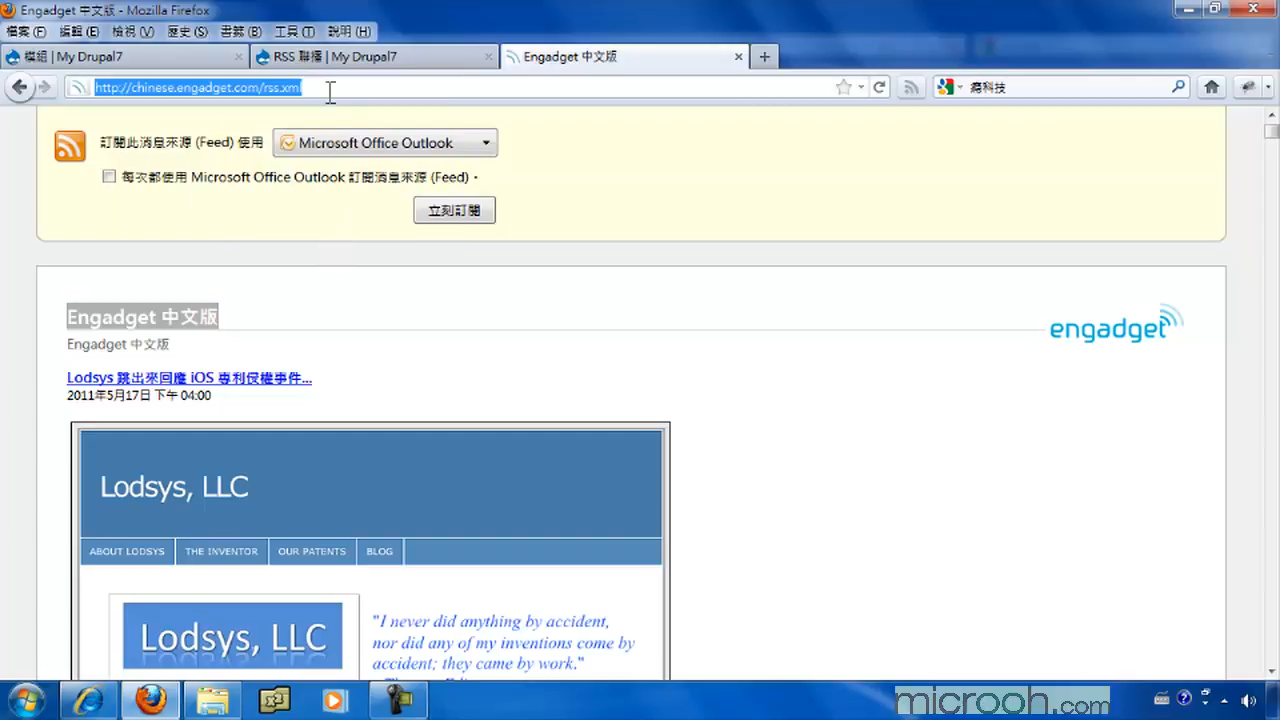 Engadget 中文版 - Mozilla Firefox
檔案 (F) 編輯 (E) 檢視 (V) 歷史 (S) 書籤 (B) 工具 (T) 說明 (H)
模組 | My Drupal7 RSS 聯播 | My Drupal7 Engadget 中文版
http://chinese.engadget.com/rss.xml 癮科技
訂閱此消息來源 (Feed) 使用 Microsoft Office Outlook
每次都使用 Microsoft Office Outlook 訂閱消息來源 (Feed)。
立刻訂閱
Engadget 中文版
engadget
Engadget 中文版
Lodsys 跳出來回應 iOS 專利侵權事件...
2011年5月17日 下午 04:00
Lodsys, LLC
ABOUT LODSYS THE INVENTOR OUR PATENTS BLOG
Lodsys, LLC
"I never did anything by accident,
nor did any of my inventions come by
accident; they came by work."
microoh.com